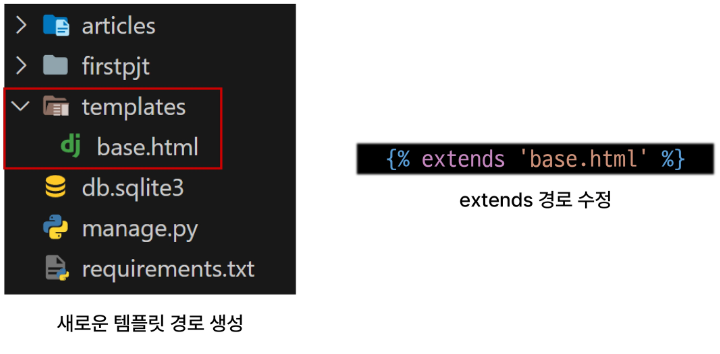 articles
firstpjt
templates
dj base.html
db.sqlite3
manage.py
requirements.txt
새로운 템플릿 경로 생성
{% extends 'base.html' %}
extends 경로 수정